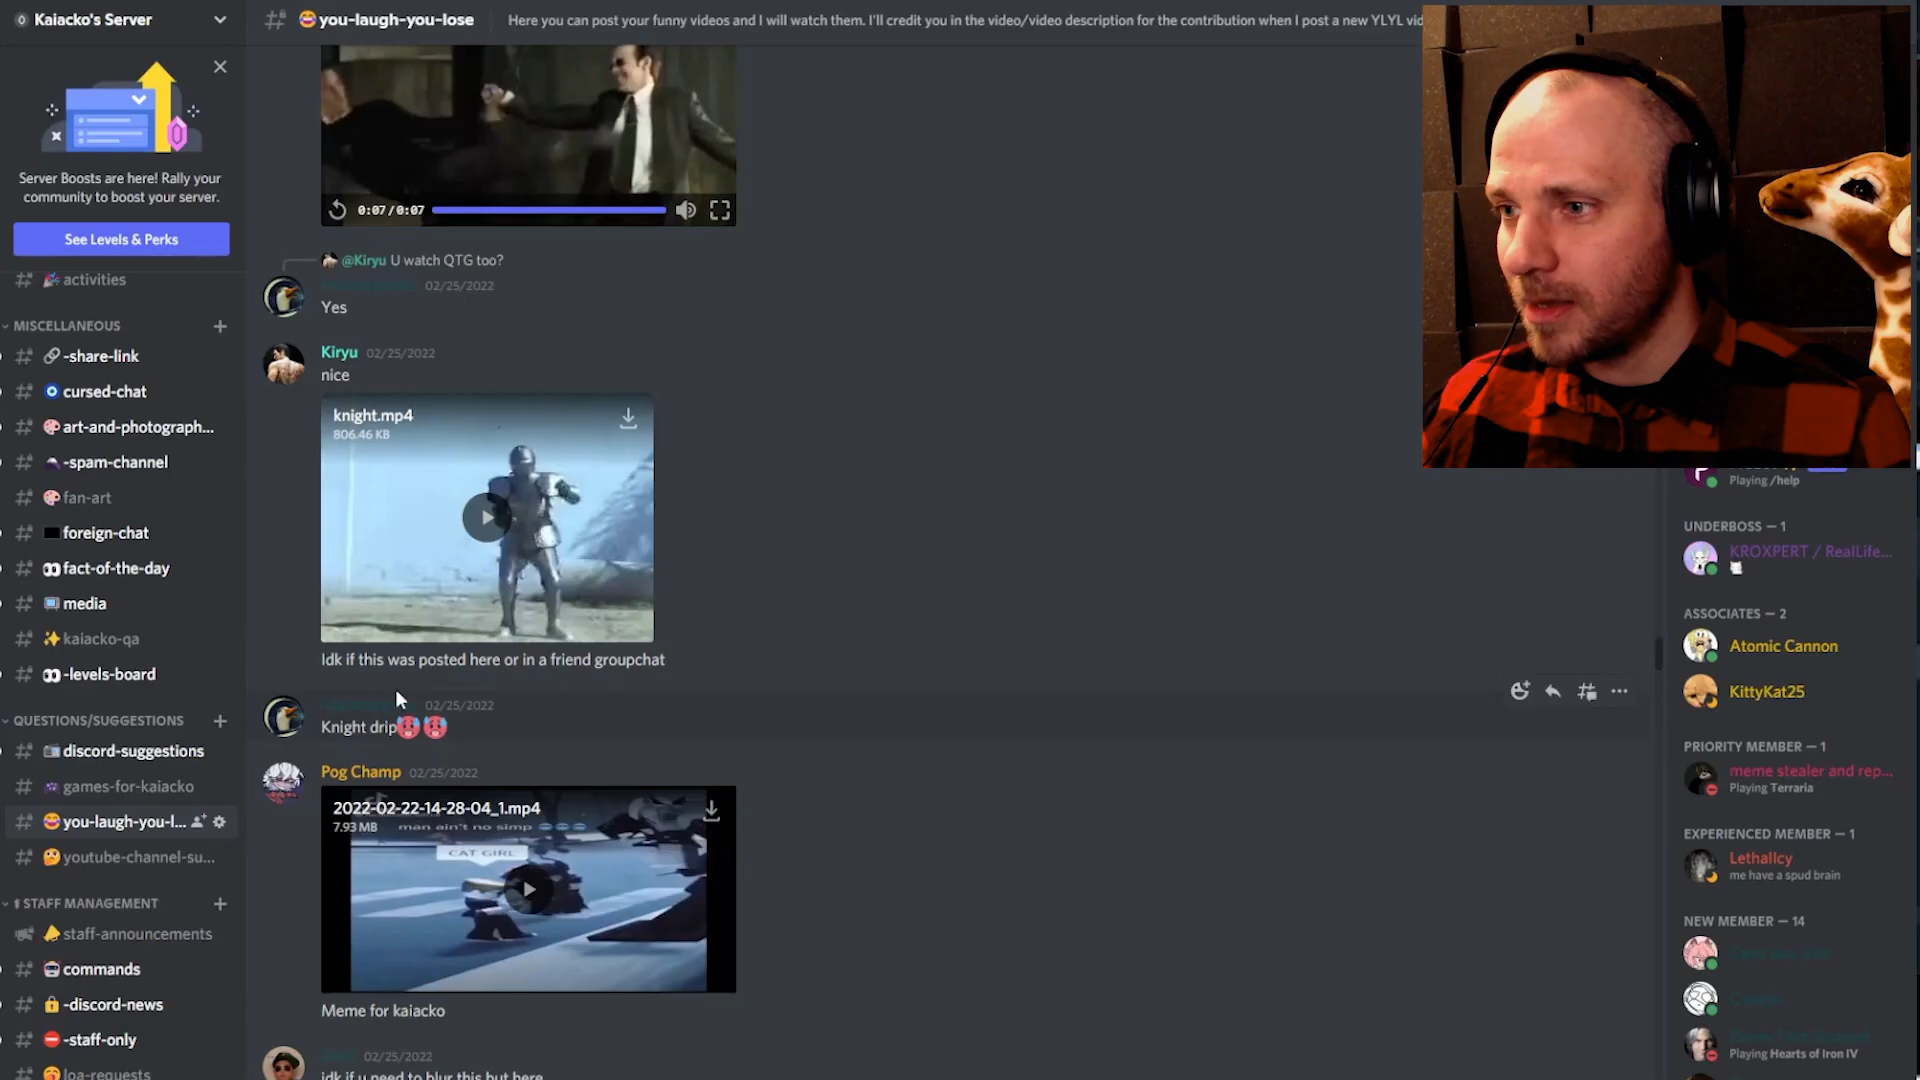 Kaiacko's Server
Server Boosts are here! Rally your
community to boost your server.
See Levels & Perks
activities
MISCELLANEOUS
-share-link
cursed-chat
art-and-photograph...
-spam-channel
fan-art
foreign-chat
fact-of-the-day
media
kaiacko-qa
-levels-board
QUESTIONS/SUGGESTIONS
discord-suggestions
games-for-kaiacko
you-laugh-you-l...
youtube-channel-su...
STAFF MANAGEMENT
staff-announcements
commands
-discord-news
-staff-only
loa-requests
😂you-laugh-you-lose
Here you can post your funny videos and I will watch them. I'll credit you in the video/video description for the contribution when I post a new YLYL vid
0:07/0:07
@Kiryu U watch QTG too?
02/25/2022
Yes
Kiryu 02/25/2022
nice
knight.mp4
806.46 KB
Idk if this was posted here or in a friend groupchat
02/25/2022
Knight drip🥵🥵
Pog Champ 02/25/2022
2022-02-22-14-28-04_1.mp4
7.93 MB
man ain't no simp
CAT GIRL
Meme for kaiacko
02/25/2022
idk if u need to blur this but here
Playing /help
UNDERBOSS — 1
KROXPERT / RealLife...
ASSOCIATES — 2
Atomic Cannon
KittyKat25
PRIORITY MEMBER — 1
meme stealer and rep...
Playing Terraria
EXPERIENCED MEMBER — 1
Lethallcy
me have a spud brain
NEW MEMBER — 14
Playing Hearts of Iron IV